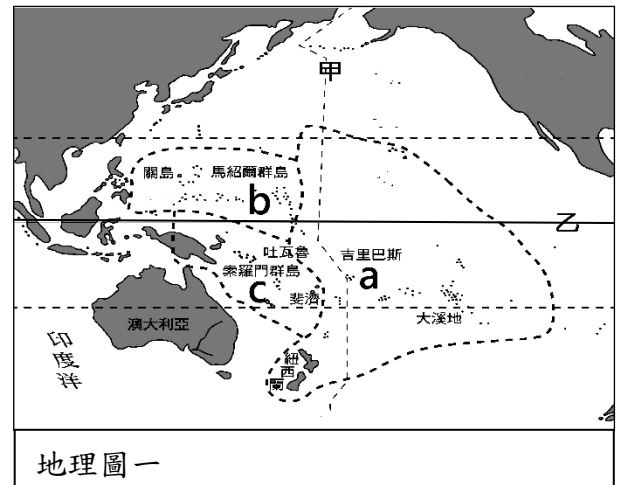 甲
關島
馬紹爾群島
b
乙
吐瓦魯
吉里巴斯
索羅門群島
a
c
斐濟
澳大利亞
大溪地
印度洋
紐西蘭
地理圖一